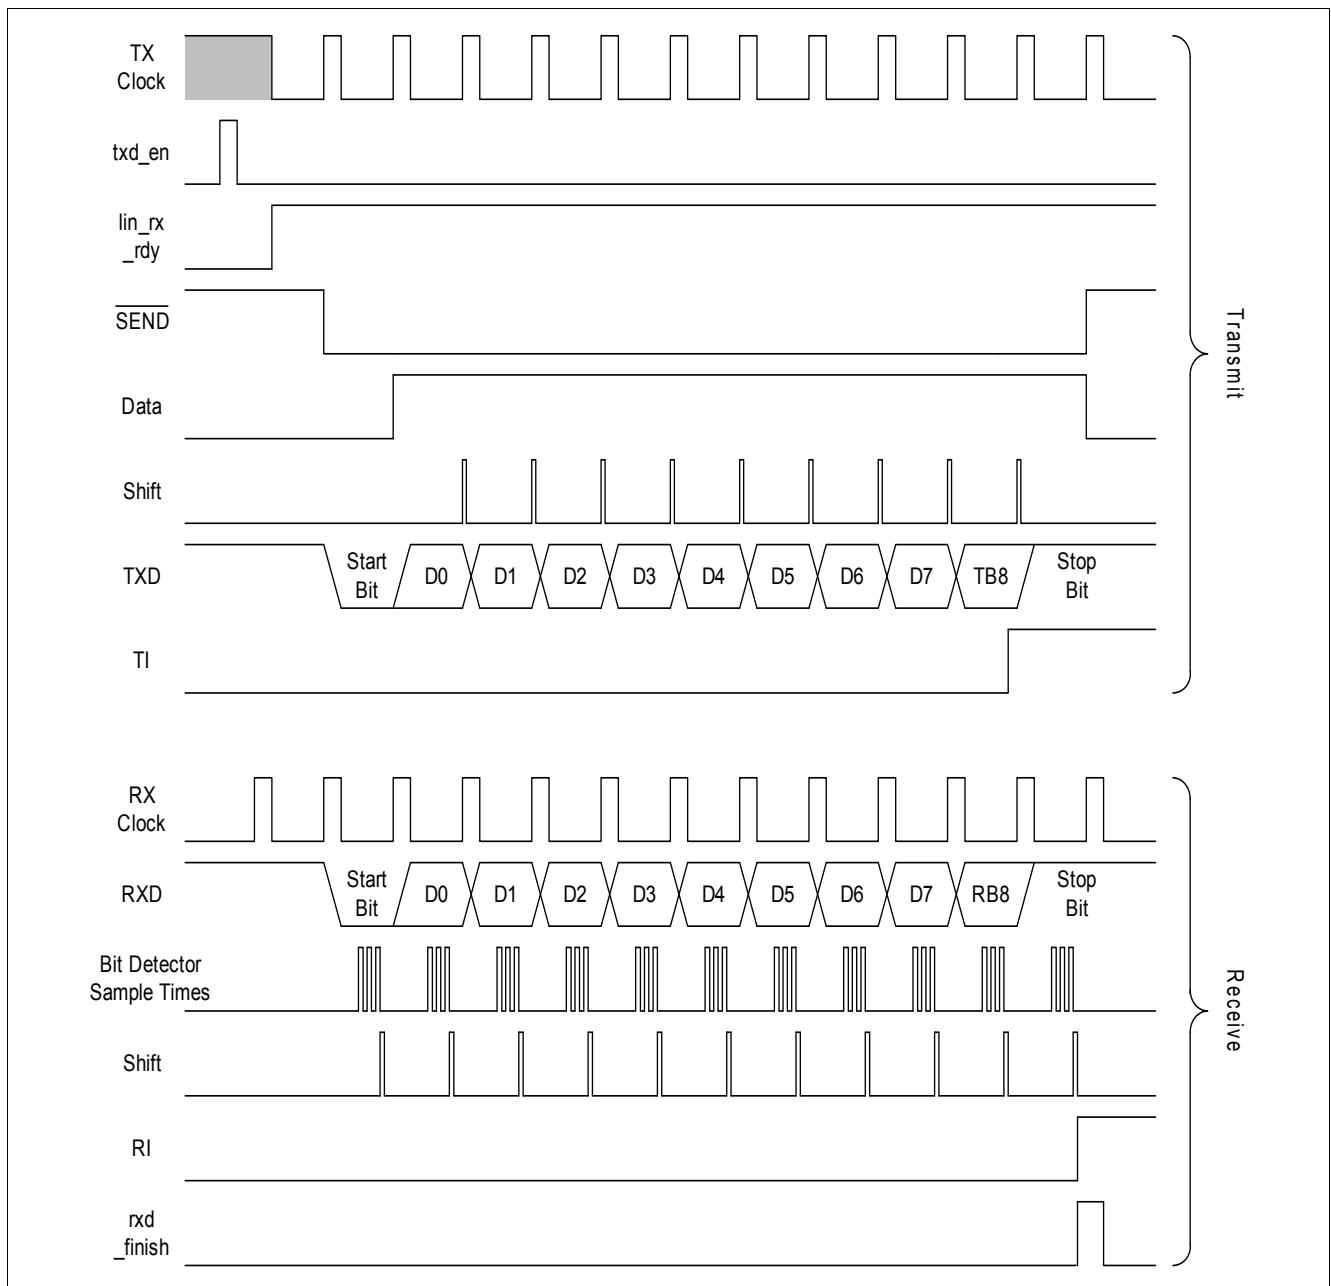 TX
Clock
txd_en
lin_rx
_rdy
SEND
Data
Shift
TXD
Start
Bit
D0
D1
D2
D3
D4
D5
D6
D7
TB8
Stop
Bit
TI
Transmit
RX
Clock
RXD
Start
Bit
D0
D1
D2
D3
D4
D5
D6
D7
RB8
Stop
Bit
Bit Detector
Sample Times
Shift
RI
rxd
_finish
Receive